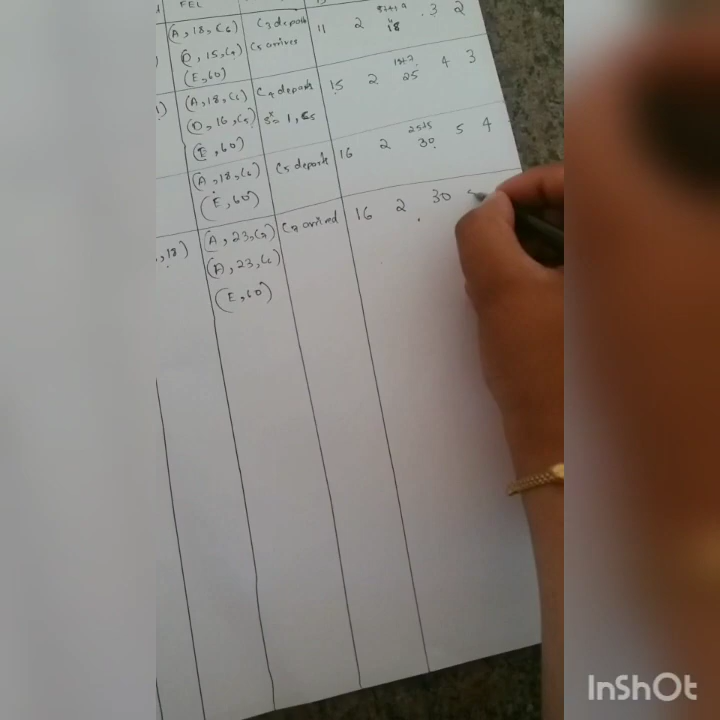 FEL
(A, 18, C6) C3 depart 11 2 18 . 3 2
(D, 15, C4) C5 arrives
(E, 60)
1) (A, 18, C6) C4 depart 15 2 25 4 3
(D, 16, C5)
(E, 60)
(A, 18, C6) C5 depart 16 2 30 5 4
(E, 60)
, 18) (A, 23, C7) arrived 16 2 30
(A, 23, C6)
(E, 60)
InShOt